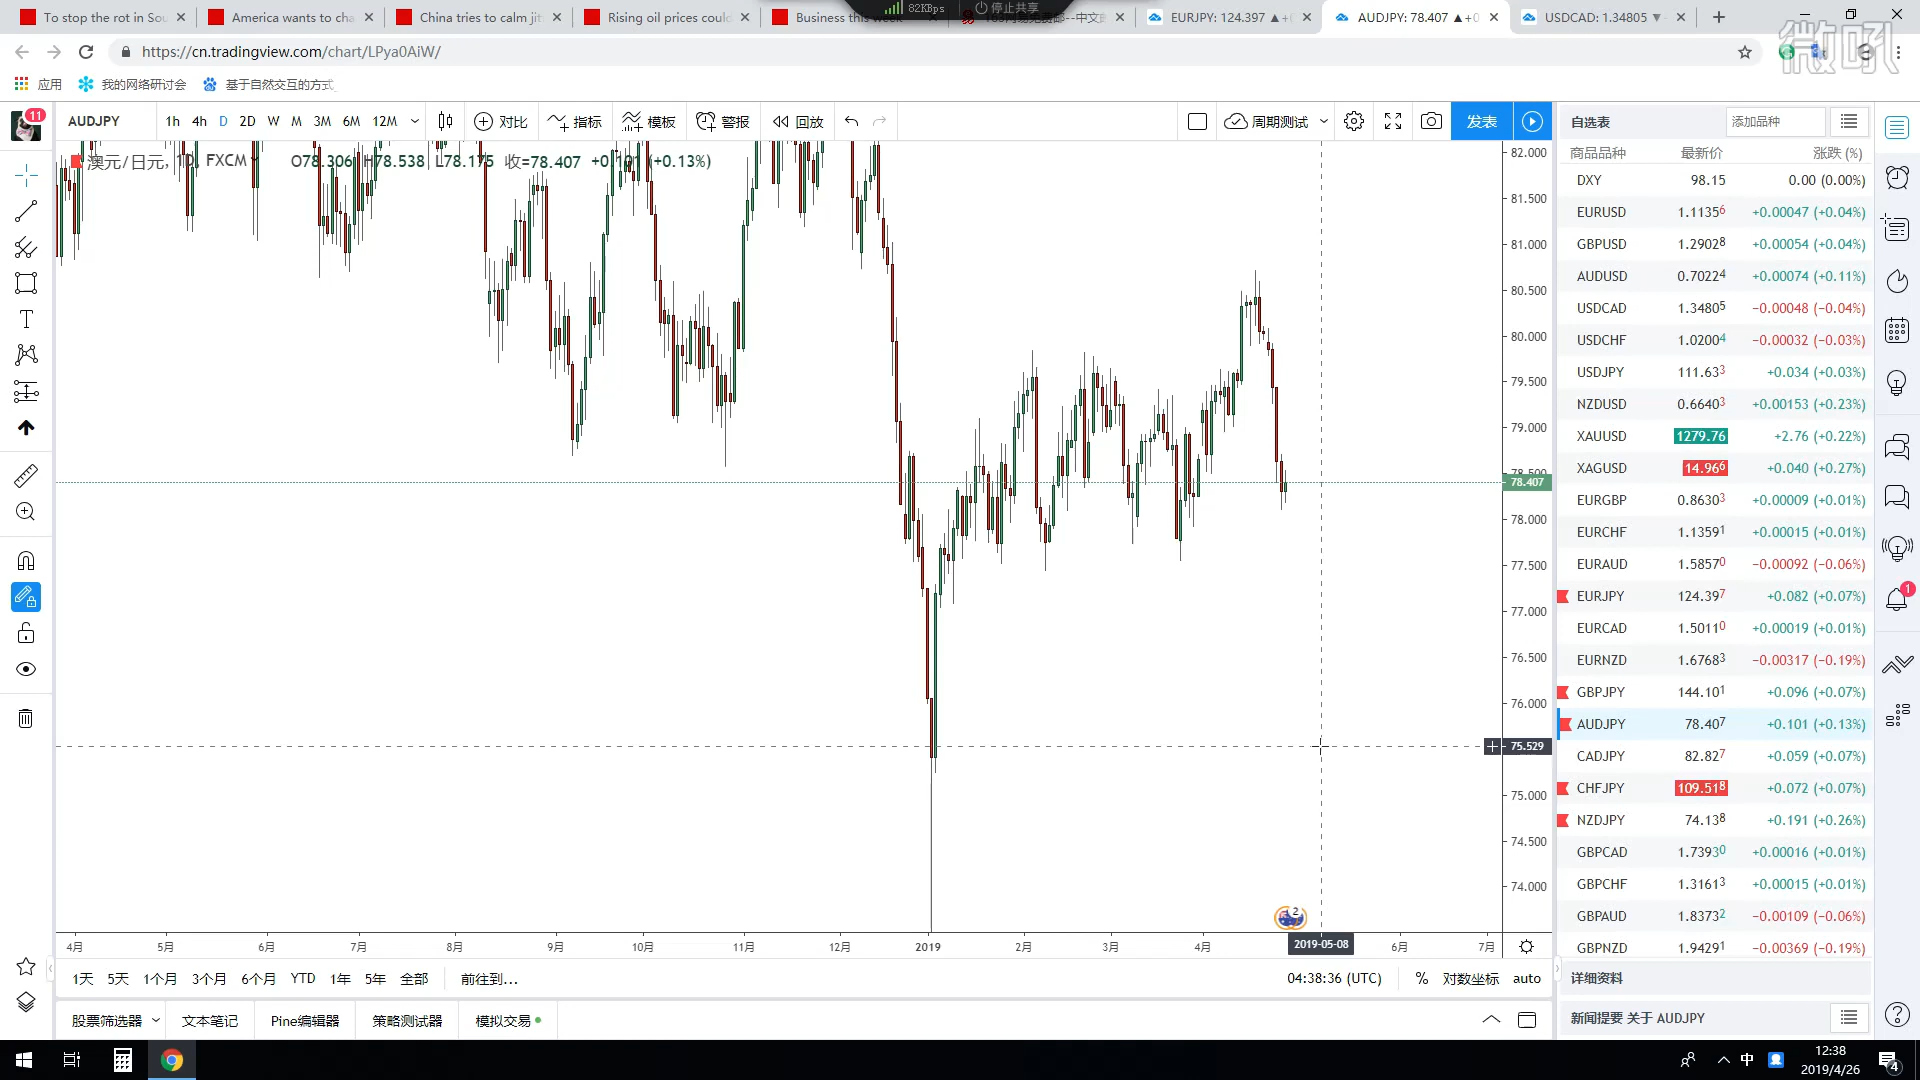 To stop the rot in Sou
America wants to cha
China tries to calm jit
Rising oil prices could
Business this week
82KBps
停止共享
EURJPY: 124.397 ▲+0
AUDJPY: 78.407 ▲+0
USDCAD: 1.34805 ▼
微吼
https://cn.tradingview.com/chart/LPya0AiW/
应用 我的网络研讨会 基于自然交互的方式
11
AUDJPY 1h 4h D 2D W M 3M 6M 12M 对比 指标 模板 警报 回放 周期测试 发表
澳元/日元, 1D, FXCM O78.306 H78.538 L78.175 收=78.407 +0.101 (+0.13%)
82.000
81.500
81.000
80.500
80.000
79.500
79.000
78.500
78.407
78.000
77.500
77.000
76.500
76.000
75.529
75.000
74.500
74.000
2
4月 5月 6月 7月 8月 9月 10月 11月 12月 2019 2月 3月 4月 2019-05-08 6月 7月
1天 5天 1个月 3个月 6个月 YTD 1年 5年 全部 前往到... 04:38:36 (UTC) % 对数坐标 auto
股票筛选器 文本笔记 Pine编辑器 策略测试器 模拟交易
自选表 添加品种
商品品种 最新价 涨跌 (%)
DXY 98.15 0.00 (0.00%)
EURUSD 1.11356 +0.00047 (+0.04%)
GBPUSD 1.29028 +0.00054 (+0.04%)
AUDUSD 0.70224 +0.00074 (+0.11%)
USDCAD 1.34805 −0.00048 (−0.04%)
USDCHF 1.02004 −0.00032 (−0.03%)
USDJPY 111.633 +0.034 (+0.03%)
NZDUSD 0.66403 +0.00153 (+0.23%)
XAUUSD 1279.76 +2.76 (+0.22%)
XAGUSD 14.966 +0.040 (+0.27%)
EURGBP 0.86303 +0.00009 (+0.01%)
EURCHF 1.13591 +0.00015 (+0.01%)
EURAUD 1.58570 −0.00092 (−0.06%)
EURJPY 124.397 +0.082 (+0.07%)
EURCAD 1.50110 +0.00019 (+0.01%)
EURNZD 1.67683 −0.00317 (−0.19%)
GBPJPY 144.101 +0.096 (+0.07%)
AUDJPY 78.407 +0.101 (+0.13%)
CADJPY 82.827 +0.059 (+0.07%)
CHFJPY 109.518 +0.072 (+0.07%)
NZDJPY 74.138 +0.191 (+0.26%)
GBPCAD 1.73930 +0.00016 (+0.01%)
GBPCHF 1.31613 +0.00015 (+0.01%)
GBPAUD 1.83732 −0.00109 (−0.06%)
GBPNZD 1.94291 −0.00369 (−0.19%)
详细资料
新闻提要 关于 AUDJPY
1
中
12:38
2019/4/26
4